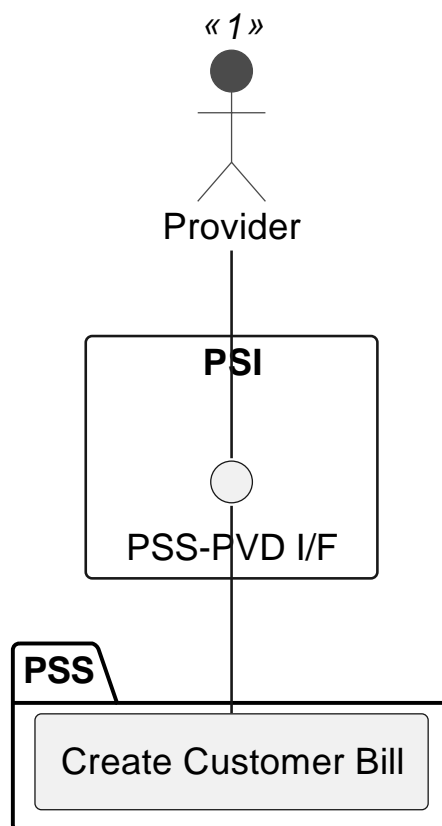 «1»
Provider
PSI
PSS-PVD I/F
PSS
Create Customer Bill